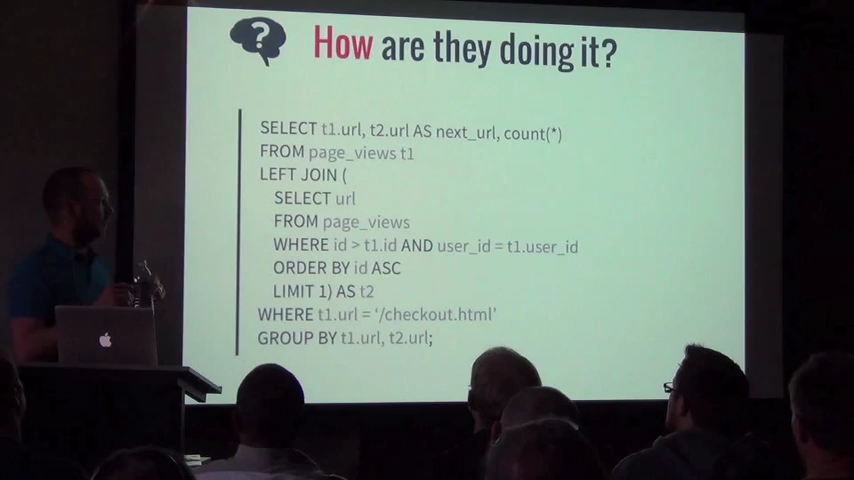 ?
How are they doing it?
SELECT t1.url, t2.url AS next_url, count(*)
FROM page_views t1
LEFT JOIN (
SELECT url
FROM page_views
WHERE id > t1.id AND user_id = t1.user_id
ORDER BY id ASC
LIMIT 1) AS t2
WHERE t1.url = ‘/checkout.html’
GROUP BY t1.url, t2.url;